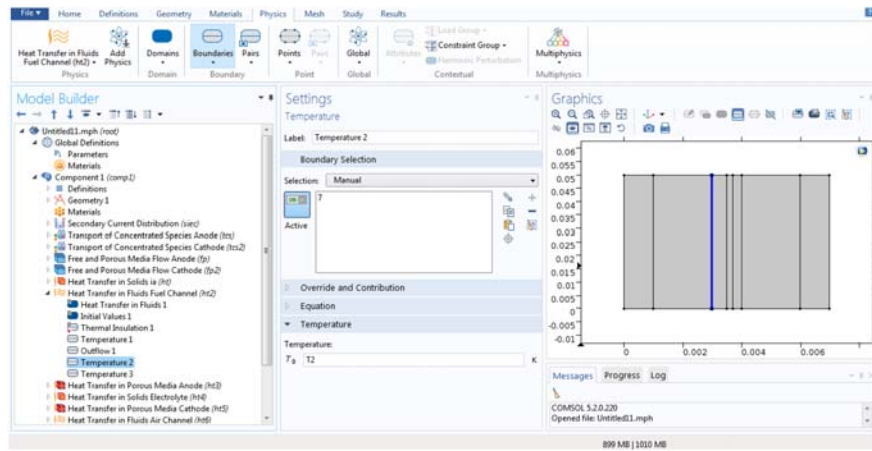 File Home Definitions Geometry Materials Physics Mesh Study Results
Heat Transfer in Fluids Fuel Channel (ht2)
Add Physics
Domains
Boundaries
Pairs
Points
Pairs
Global
Attributes
Load Group
Constraint Group
Harmonic Perturbation
Multiphysics
Physics Domain Boundary Point Global Contextual Multiphysics
Model Builder
Untitled11.mph (root)
Global Definitions
Parameters
Materials
Component 1 (comp1)
Definitions
Geometry 1
Materials
Secondary Current Distribution (siec)
Transport of Concentrated Species Anode (tcs)
Transport of Concentrated Species Cathode (tcs2)
Free and Porous Media Flow Anode (fp)
Free and Porous Media Flow Cathode (fp2)
Heat Transfer in Solids ia (ht)
Heat Transfer in Fluids Fuel Channel (ht2)
Heat Transfer in Fluids 1
Initial Values 1
Thermal Insulation 1
Temperature 1
Outflow 1
Temperature 2
Temperature 3
Heat Transfer in Porous Media Anode (ht3)
Heat Transfer in Solids Electrolyte (ht4)
Heat Transfer in Porous Media Cathode (ht5)
Heat Transfer in Fluids Air Channel (ht6)
Settings
Temperature
Label: Temperature 2
Boundary Selection
Selection: Manual
7
Active
Override and Contribution
Equation
Temperature
Temperature:
T0 T2 K
Graphics
0.06
0.055
0.05
0.045
0.04
0.035
0.03
0.025
0.02
0.015
0.01
0.005
0
-0.005
-0.01
0 0.002 0.004 0.006
Messages Progress Log
COMSOL 5.2.0.220
Opened file: Untitled11.mph
899 MB | 1010 MB